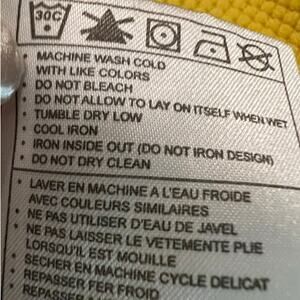 30C
• MACHINE WASH COLD
WITH LIKE COLORS
• DO NOT BLEACH
• DO NOT ALLOW TO LAY ON ITSELF WHEN WET
• TUMBLE DRY LOW
• COOL IRON
• IRON INSIDE OUT (DO NOT IRON DESIGN)
• DO NOT DRY CLEAN
• LAVER EN MACHINE A L'EAU FROIDE
AVEC COULEURS SIMILAIRES
• NE PAS UTILISER D'EAU DE JAVEL
• NE PAS LAISSER LE VETEMENTE PLIE
LORSQU'IL EST MOUILLE
• SECHER EN MACHINE CYCLE DELICAT
• REPASSER FER FROID
• REPASSER